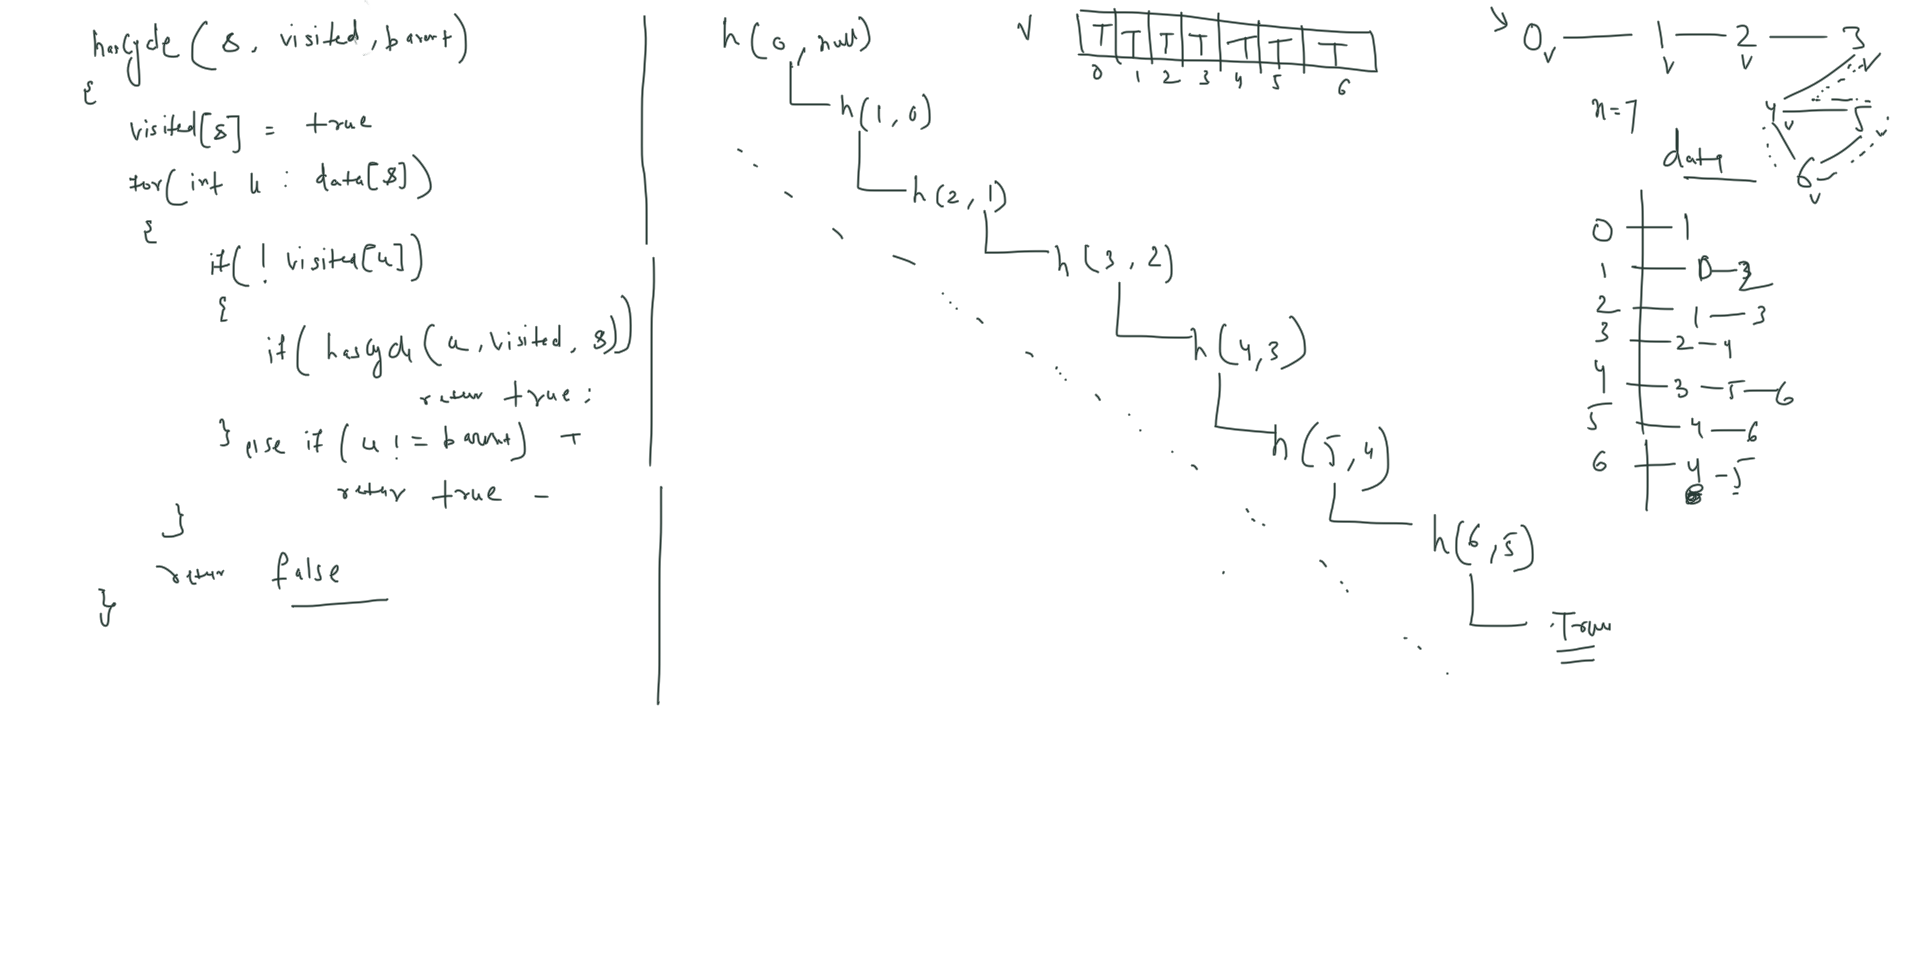 hasCycle (s, visited, parent)
{
visited[s] = true
for( int u : data[s])
{
if( ! visited[u])
{
if( hasCycle (u, visited, s))
return true;
} else if ( u != parent) T
return true -
}
return false
}
h(0, null)
h(1, 0)
h(2, 1)
h(3, 2)
h(4,3)
h(5,4)
h(6,5)
True
V T T T T T T T
0 1 2 3 4 5 6
0 1 2 3
4 5
6
n=7
data
0 1
1 0-2
2 1-3
3 2-4
4 3-5-6
5 4-6
6 4-5